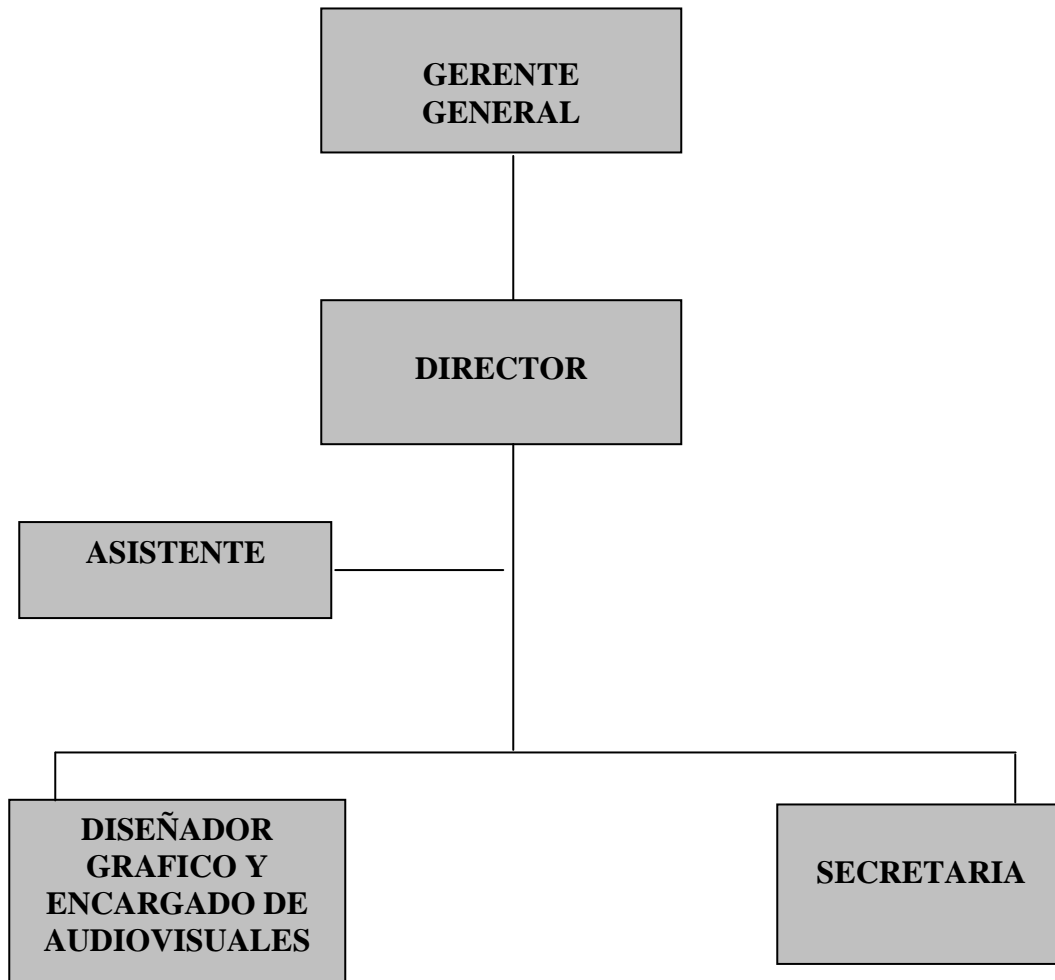 GERENTE
GENERAL
DIRECTOR
ASISTENTE
DISEÑADOR
GRAFICO Y
ENCARGADO DE
AUDIOVISUALES
SECRETARIA